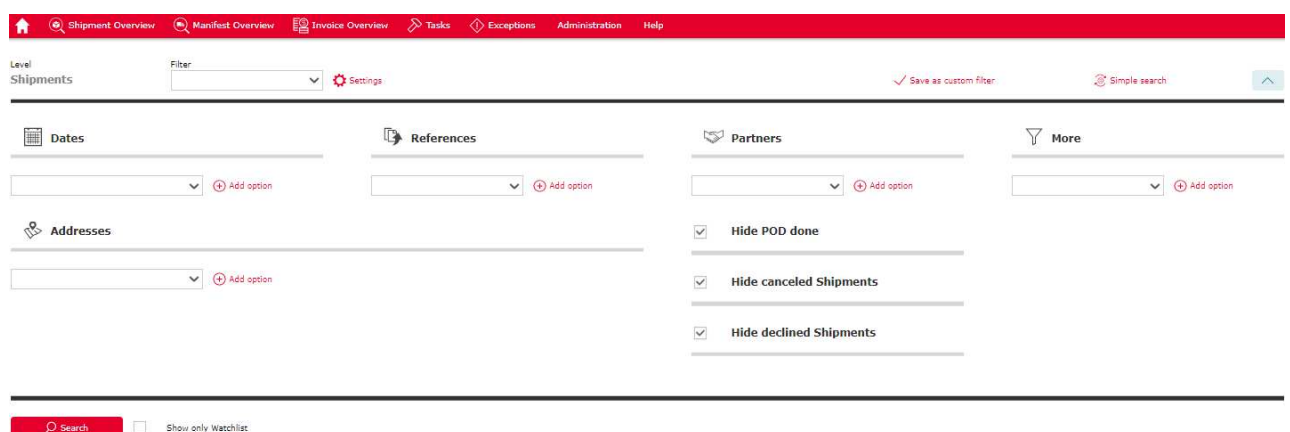 Shipment Overview Manifest Overview Invoice Overview Tasks Exceptions Administration Help
Level Filter
Shipments Settings Save as custom filter Simple search
Dates References Partners More
Add option Add option Add option Add option
Addresses Hide POD done
Add option Hide canceled Shipments
Hide declined Shipments
Search Show only Watchlist